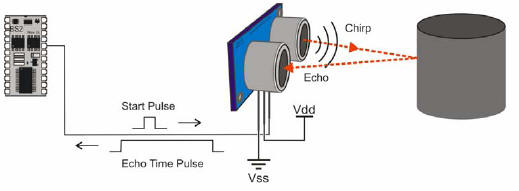 BS2
Chirp
Echo
Start Pulse
Vdd
Echo Time Pulse
Vss